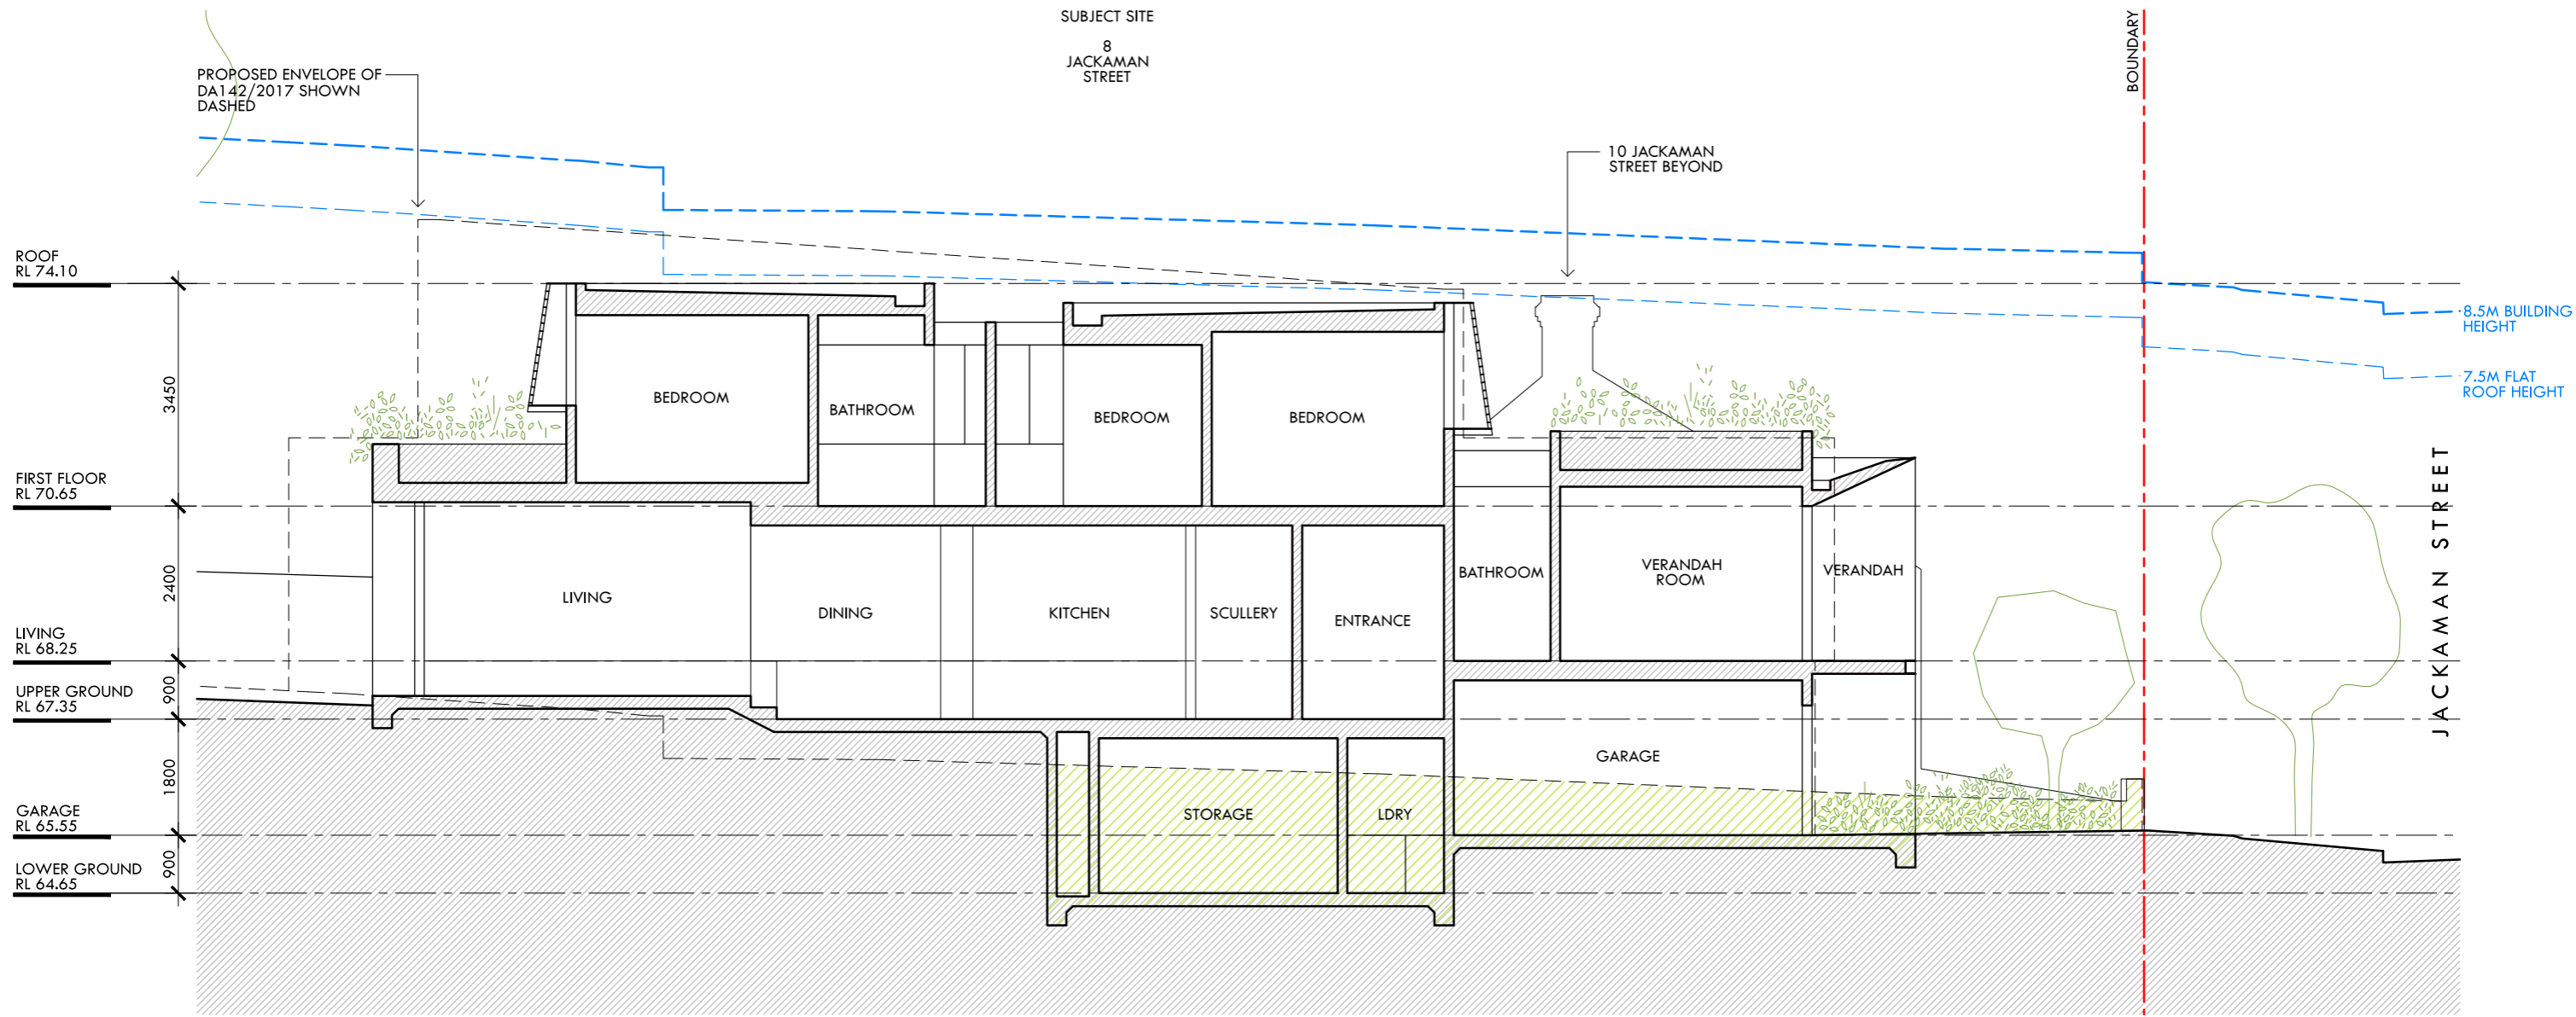 SUBJECT SITE
8
JACKAMAN
STREET
BOUNDARY
PROPOSED ENVELOPE OF
DA142/2017 SHOWN
DASHED
10 JACKAMAN
STREET BEYOND
ROOF
RL 74.10
8.5M BUILDING
HEIGHT
7.5M FLAT
ROOF HEIGHT
3450
BEDROOM
BATHROOM
BEDROOM
BEDROOM
FIRST FLOOR
RL 70.65
JACKAMAN STREET
2400
LIVING
DINING
KITCHEN
SCULLERY
ENTRANCE
BATHROOM
VERANDAH
ROOM
VERANDAH
LIVING
RL 68.25
900
UPPER GROUND
RL 67.35
1800
GARAGE
STORAGE
LDRY
GARAGE
RL 65.55
900
LOWER GROUND
RL 64.65